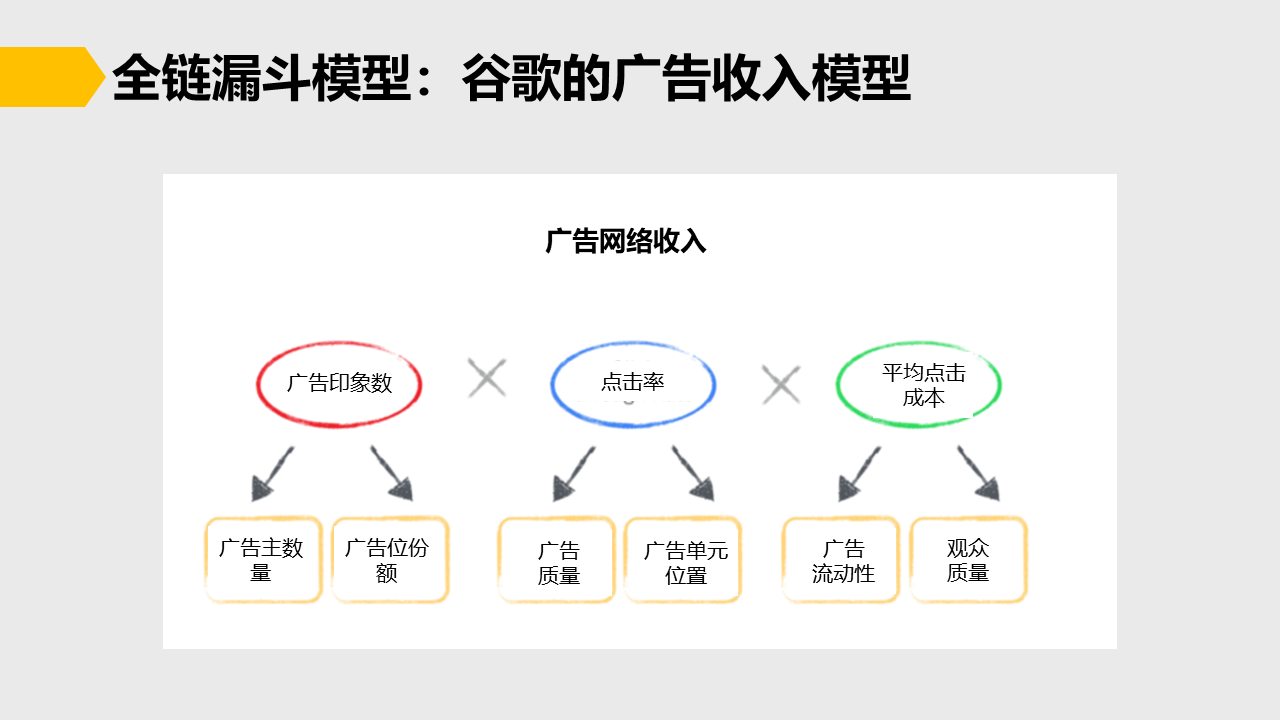 全链漏斗模型：谷歌的广告收入模型
广告网络收入
广告印象数
点击率
平均点击
成本
广告主数
量
广告位份
额
广告
质量
广告单元
位置
广告
流动性
观众
质量